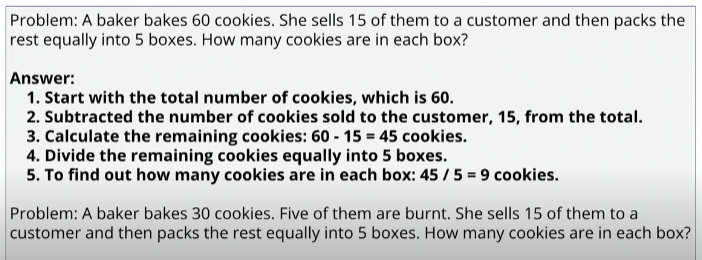 Problem: A baker bakes 60 cookies. She sells 15 of them to a customer and then packs the
rest equally into 5 boxes. How many cookies are in each box?
Answer:
1. Start with the total number of cookies, which is 60.
2. Subtracted the number of cookies sold to the customer, 15, from the total.
3. Calculate the remaining cookies: 60 - 15 = 45 cookies.
4. Divide the remaining cookies equally into 5 boxes.
5. To find out how many cookies are in each box: 45 / 5 = 9 cookies.
Problem: A baker bakes 30 cookies. Five of them are burnt. She sells 15 of them to a
customer and then packs the rest equally into 5 boxes. How many cookies are in each box?